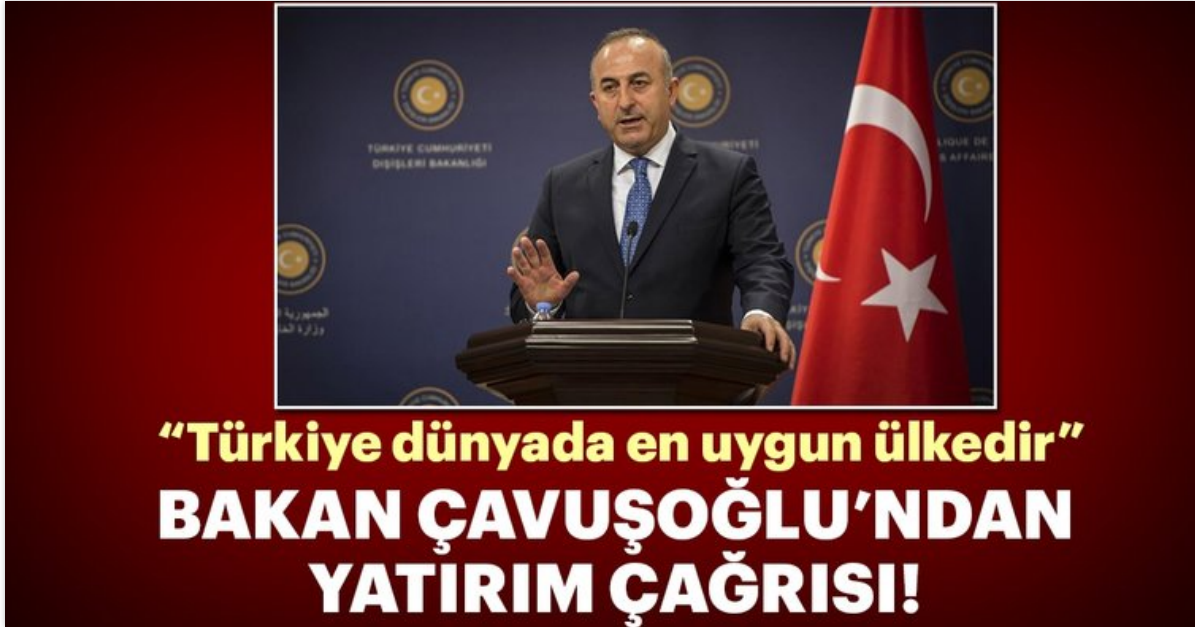 TÜRKİYE CUMHURİYETİ
DIŞİŞLERİ BAKANLIĞI
“Türkiye dünyada en uygun ülkedir”
BAKAN ÇAVUŞOĞLU’NDAN
YATIRIM ÇAĞRISI!